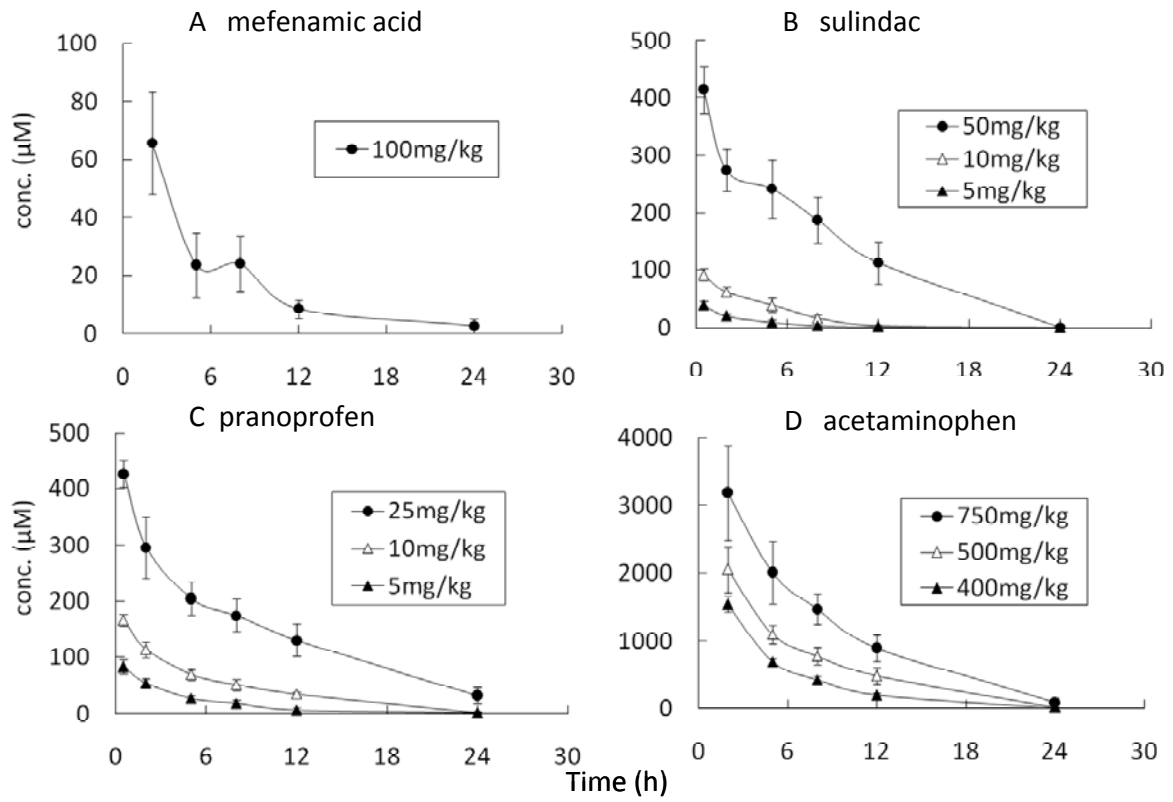 A mefenamic acid
conc. (μM)
100
80
60
40
20
0
0 6 12 18 24 30
100mg/kg
B sulindac
500
400
300
200
100
0
0 6 12 18 24 30
50mg/kg
10mg/kg
5mg/kg
C pranoprofen
conc. (μM)
500
400
300
200
100
0
0 6 12 18 24 30
25mg/kg
10mg/kg
5mg/kg
D acetaminophen
4000
3000
2000
1000
0
0 6 12 18 24 30
750mg/kg
500mg/kg
400mg/kg
Time (h)